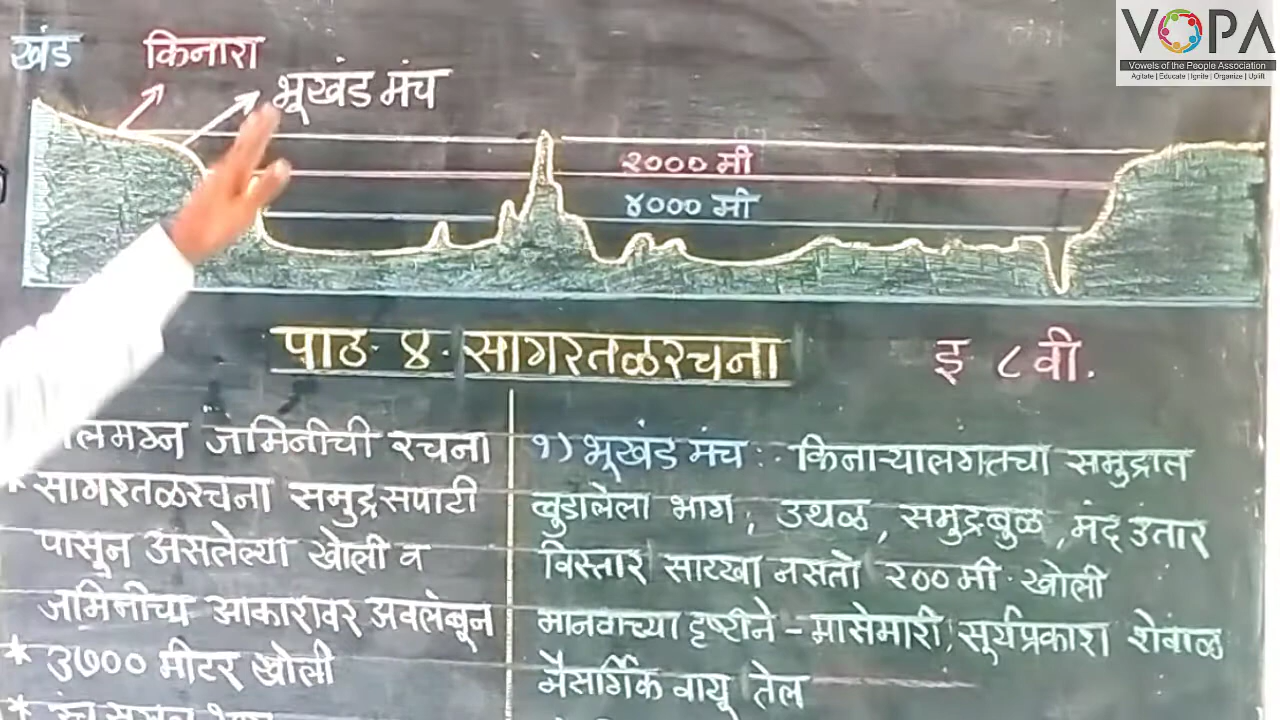 VOPA
Vowels of the People Association
Agitate | Educate | Ignite | Organize | Uplift
खंड
किनारा
भूखंड मंच
२००० मी
४००० मी
पाठ ४. सागरतळरचना
इ ८ वी.
जमिनीची रचना
* सागरतळरचना समुद्रसपाटी
पासून असलेल्या खोली व
जमिनीच्या आकारावर अवलंबून
* ३७०० मीटर खोली
*
१) भूखंड मंच :- किनाऱ्यालगतचा समुद्रात
बुडालेला भाग, उथळ, समुद्रबुळ, मंद उतार
विस्तार सारखा नसतो २०० मी. खोली
मानवाच्या दृष्टीने - मासेमारी, सूर्यप्रकाश शेवाळ
नैसर्गिक वायू तेल